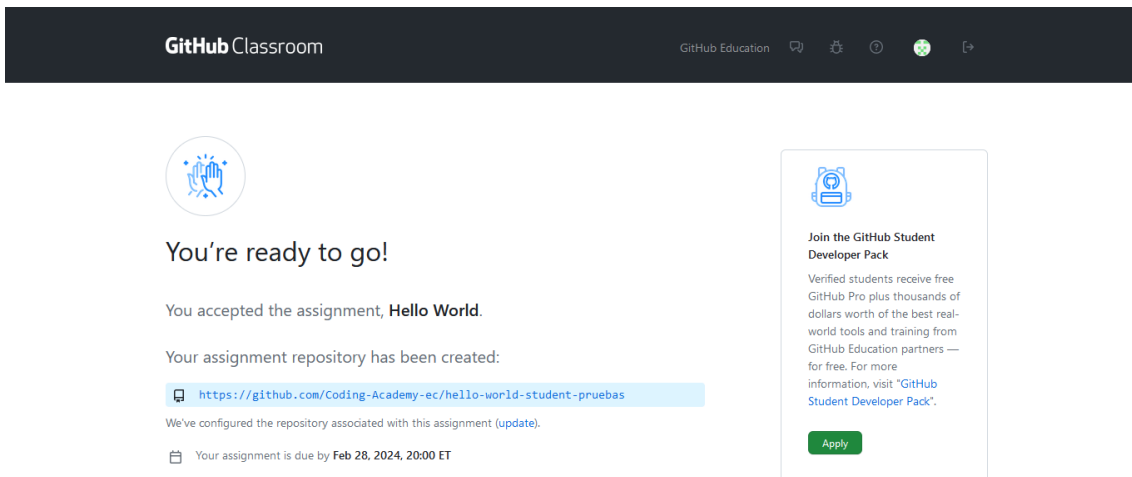 GitHub Classroom
GitHub Education
You're ready to go!
You accepted the assignment, Hello World.
Your assignment repository has been created:
https://github.com/Coding-Academy-ec/hello-world-student-pruebas
We've configured the repository associated with this assignment (update).
Your assignment is due by Feb 28, 2024, 20:00 ET
Join the GitHub Student
Developer Pack
Verified students receive free
GitHub Pro plus thousands of
dollars worth of the best real-
world tools and training from
GitHub Education partners —
for free. For more
information, visit "GitHub
Student Developer Pack".
Apply